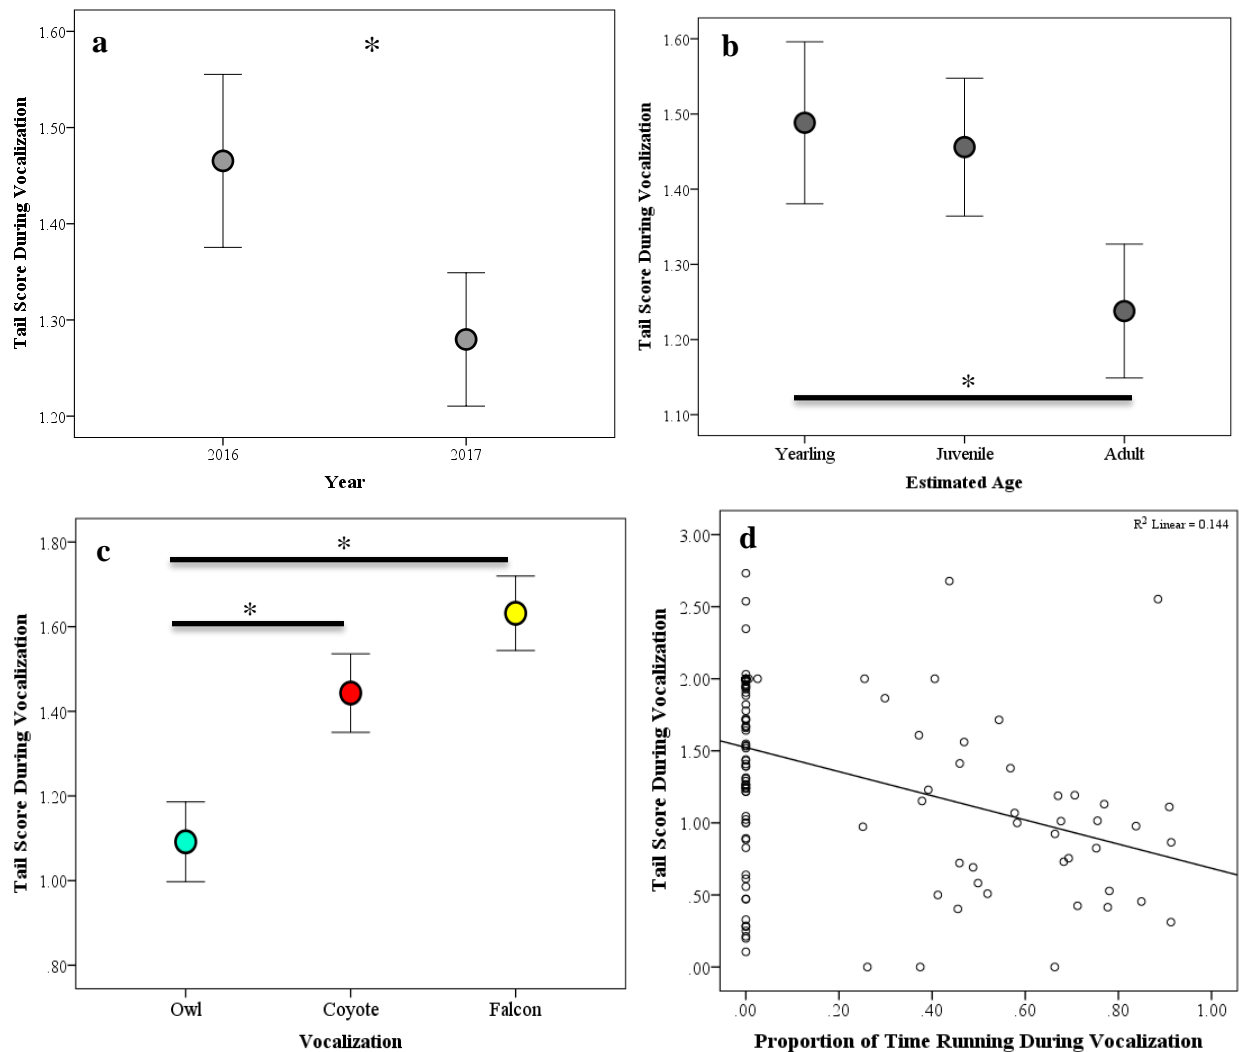 a
*
1.60
1.50
1.40
1.30
1.20
Tail Score During Vocalization
2016
2017
Year
b
1.60
1.50
1.40
1.30
1.20
1.10
Tail Score During Vocalization
*
Yearling
Juvenile
Adult
Estimated Age
c
*
*
1.80
1.60
1.40
1.20
1.00
.80
Tail Score During Vocalization
Owl
Coyote
Falcon
Vocalization
d
R² Linear = 0.144
3.00
2.50
2.00
1.50
1.00
.50
.00
Tail Score During Vocalization
.00
.20
.40
.60
.80
1.00
Proportion of Time Running During Vocalization